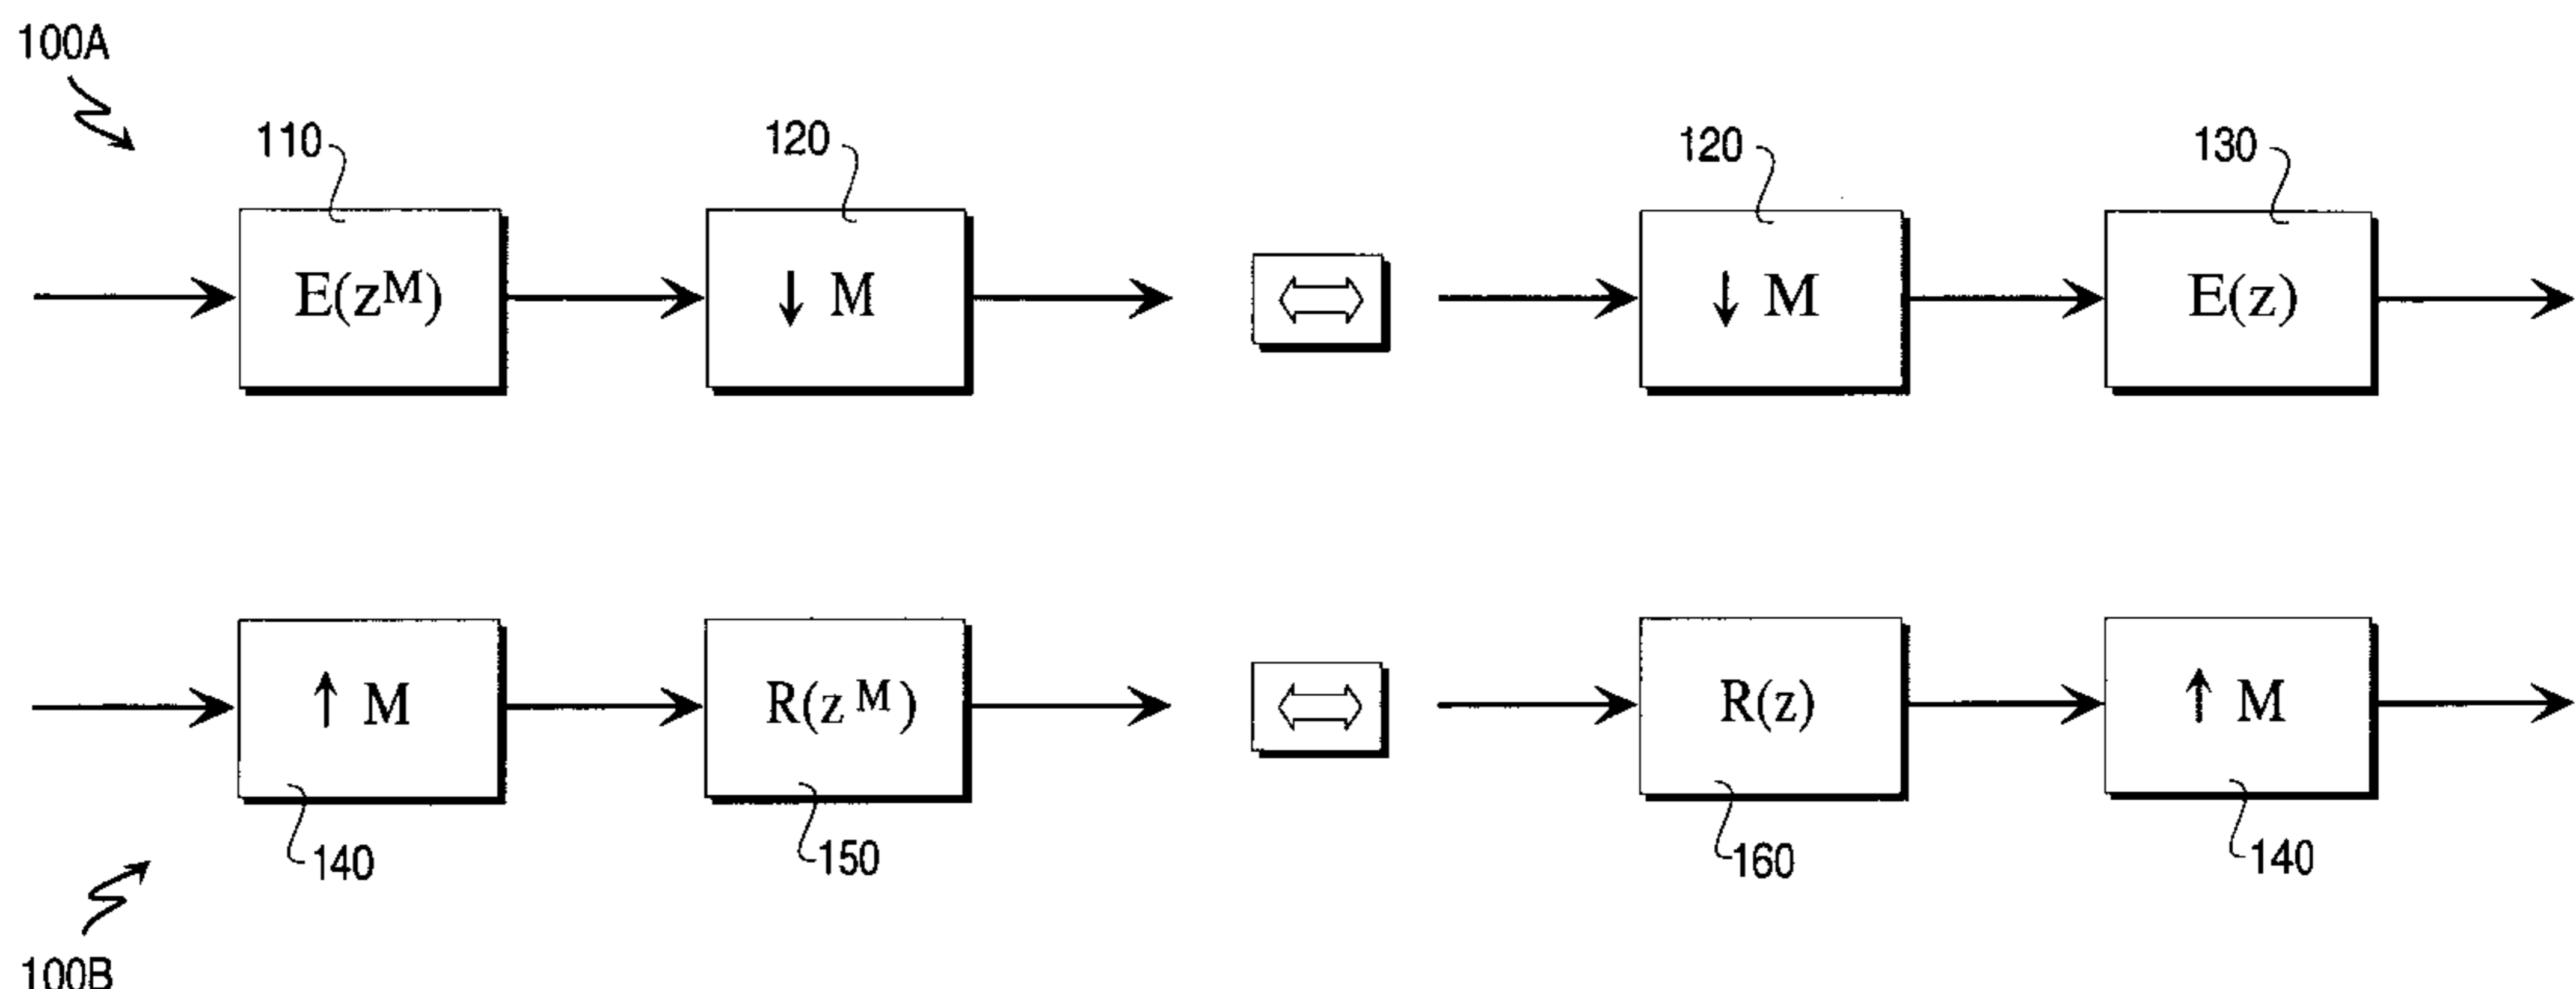 100A
110
120
120
130
E(z^M)
↓ M
↓ M
E(z)
↑ M
R(z^M)
R(z)
↑ M
140
150
160
140
100B